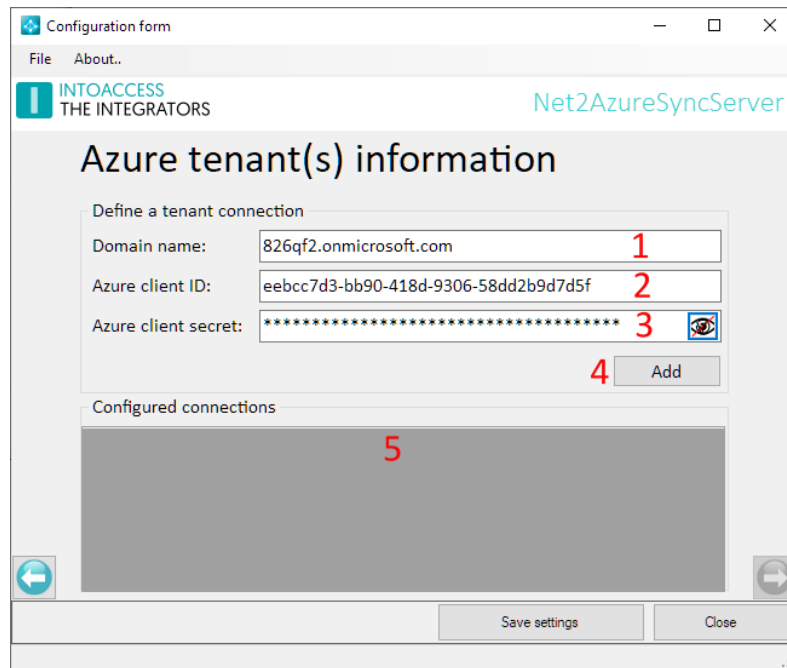 Configuration form
File About..
INTOACCESS
THE INTEGRATORS
Net2AzureSyncServer
Azure tenant(s) information
Define a tenant connection
Domain name: 826qf2.onmicrosoft.com 1
Azure client ID: eebcc7d3-bb90-418d-9306-58dd2b9d7d5f 2
Azure client secret: ************************************* 3
4 Add
Configured connections
5
Save settings Close